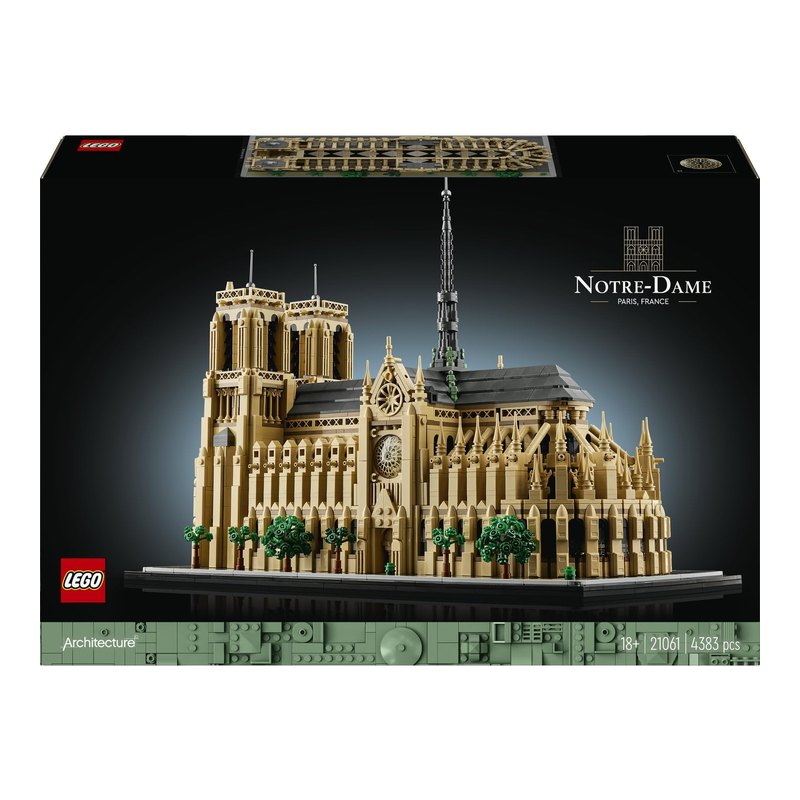 LEGO
NOTRE-DAME
PARIS, FRANCE
LEGO
Architecture
18+ | 21061 | 4383 pcs